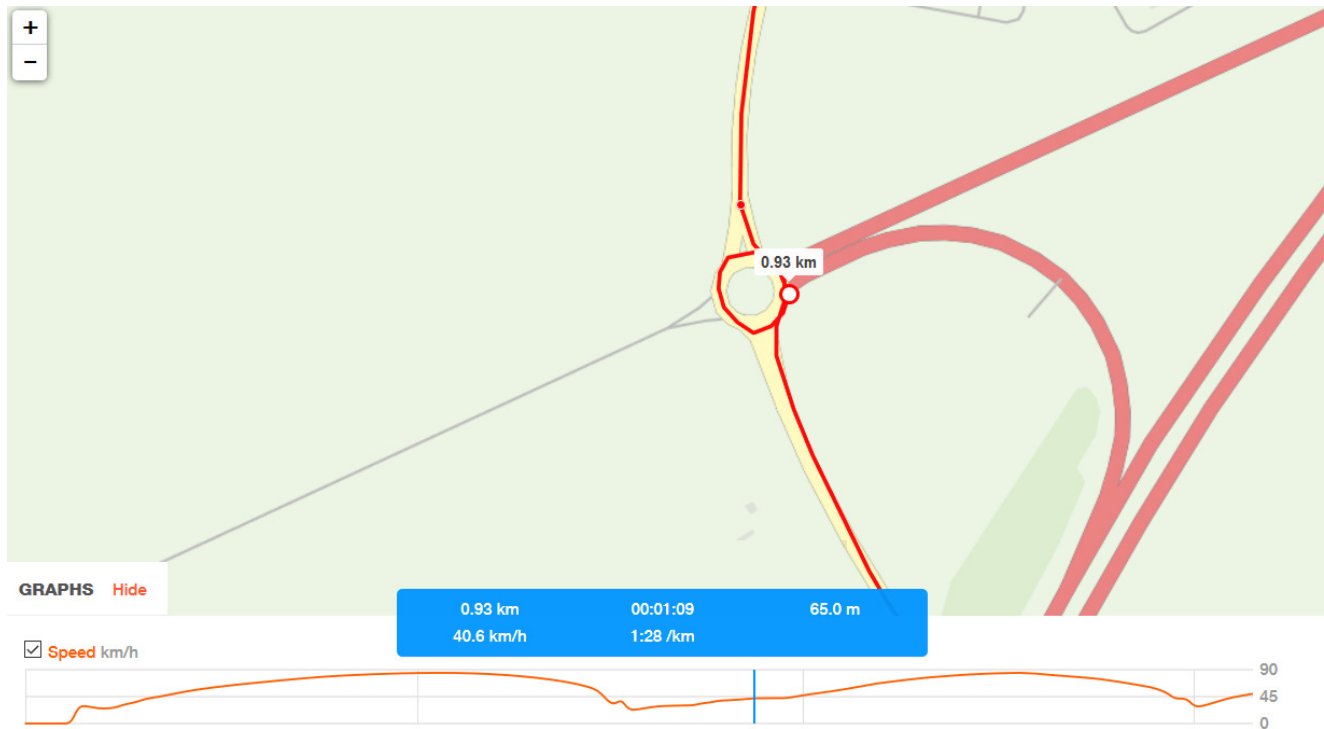 +
−
0.93 km
GRAPHS Hide
0.93 km 00:01:09 65.0 m
40.6 km/h 1:28 /km
Speed km/h
90
45
0